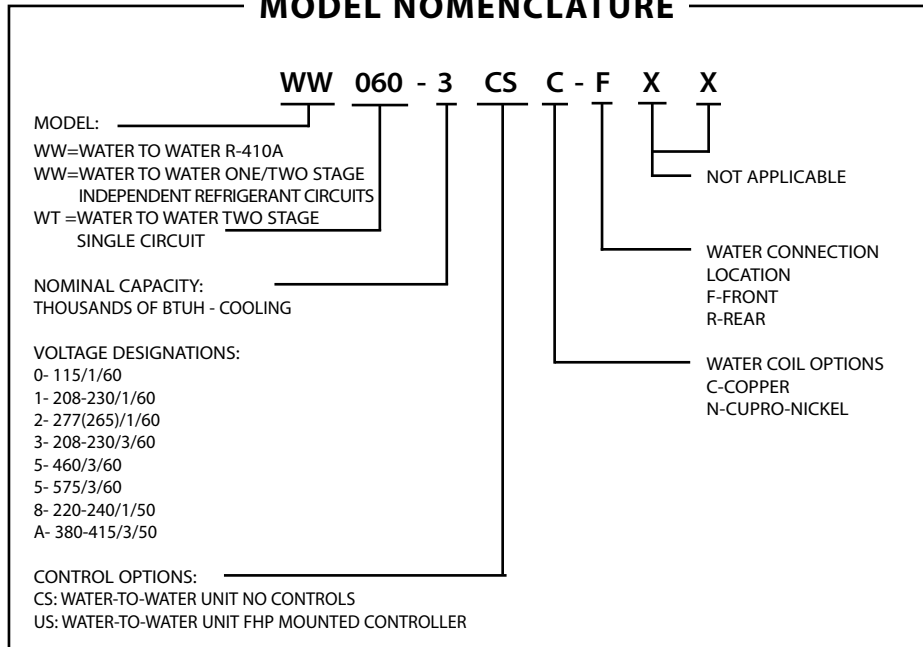 MODEL NOMENCLATURE
WW 060 - 3 CS C - F X X
MODEL:
WW=WATER TO WATER R-410A
WW=WATER TO WATER ONE/TWO STAGE
INDEPENDENT REFRIGERANT CIRCUITS
WT =WATER TO WATER TWO STAGE
SINGLE CIRCUIT
NOMINAL CAPACITY:
THOUSANDS OF BTUH - COOLING
VOLTAGE DESIGNATIONS:
0- 115/1/60
1- 208-230/1/60
2- 277(265)/1/60
3- 208-230/3/60
5- 460/3/60
5- 575/3/60
8- 220-240/1/50
A- 380-415/3/50
CONTROL OPTIONS:
CS: WATER-TO-WATER UNIT NO CONTROLS
US: WATER-TO-WATER UNIT FHP MOUNTED CONTROLLER
NOT APPLICABLE
WATER CONNECTION
LOCATION
F-FRONT
R-REAR
WATER COIL OPTIONS
C-COPPER
N-CUPRO-NICKEL